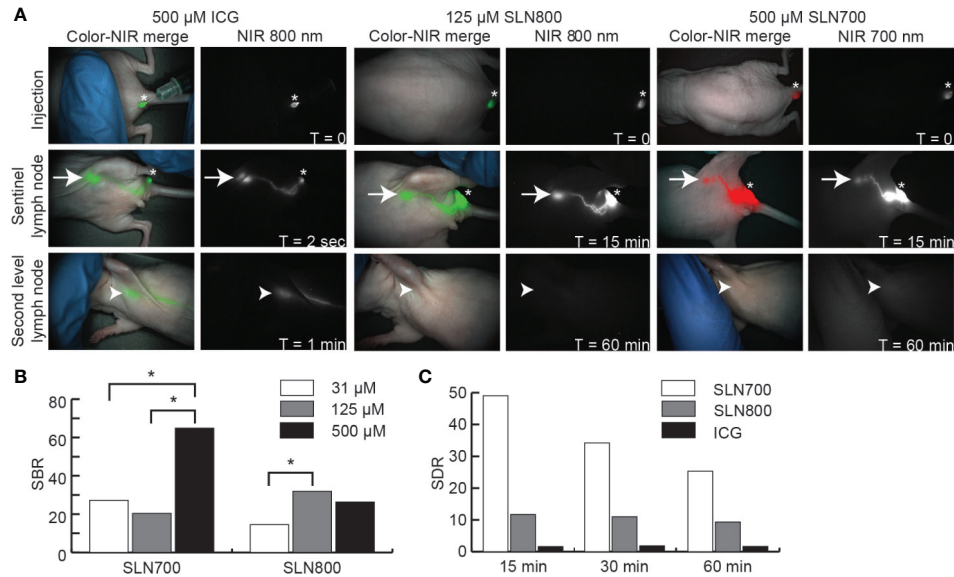 A
500 µM ICG
125 µM SLN800
500 µM SLN700
Color-NIR merge
NIR 800 nm
Color-NIR merge
NIR 800 nm
Color-NIR merge
NIR 700 nm
Injection
*
*
T = 0
*
*
T = 0
*
*
T = 0
Sentinel
lymph node
*
*
T = 2 sec
*
*
T = 15 min
*
*
T = 15 min
Second level
lymph node
T = 1 min
T = 60 min
T = 60 min
B
SBR
80
60
40
20
0
*
*
*
31 µM
125 µM
500 µM
SLN700
SLN800
C
SDR
50
40
30
20
10
0
SLN700
SLN800
ICG
15 min
30 min
60 min